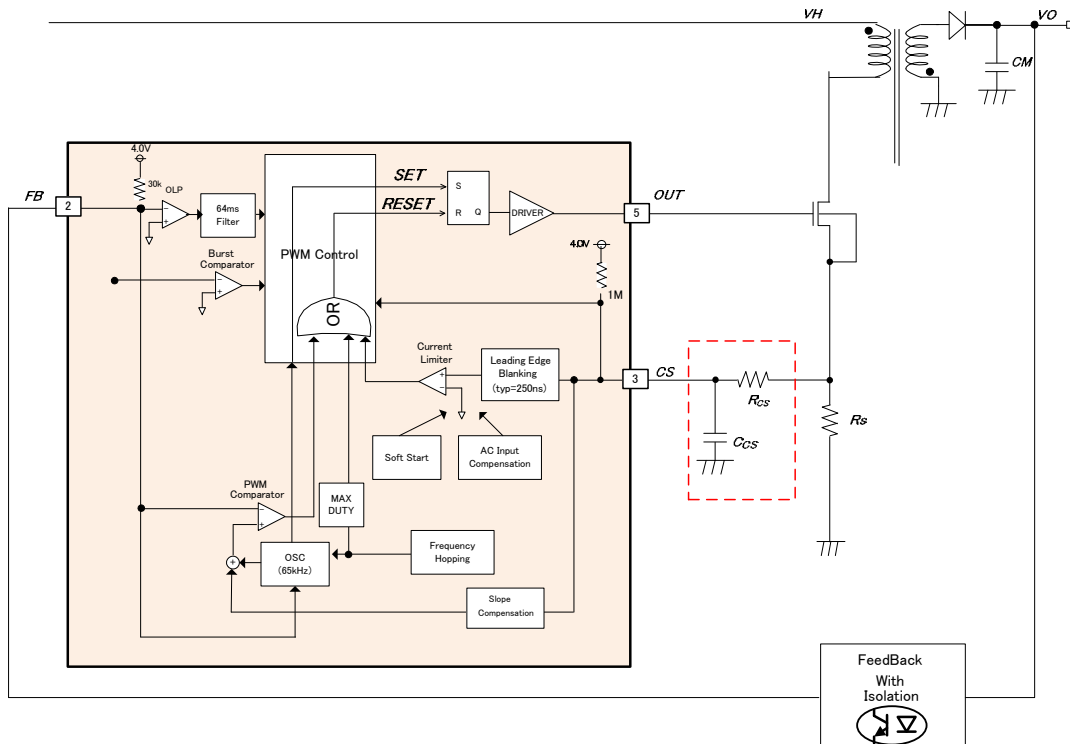 VH
VO
CM
4.0V
30k
OLP
FB
2
64ms
Filter
SET
RESET
S
R Q
DRIVER
5
OUT
PWM Control
Burst
Comparator
OR
4.0V
1M
Current
Limiter
Leading Edge
Blanking
(typ=250ns)
3
CS
RCS
CCS
Rs
Soft Start
AC Input
Compensation
PWM
Comparator
MAX
DUTY
OSC
(65kHz)
Frequency
Hopping
Slope
Compensation
FeedBack
With
Isolation